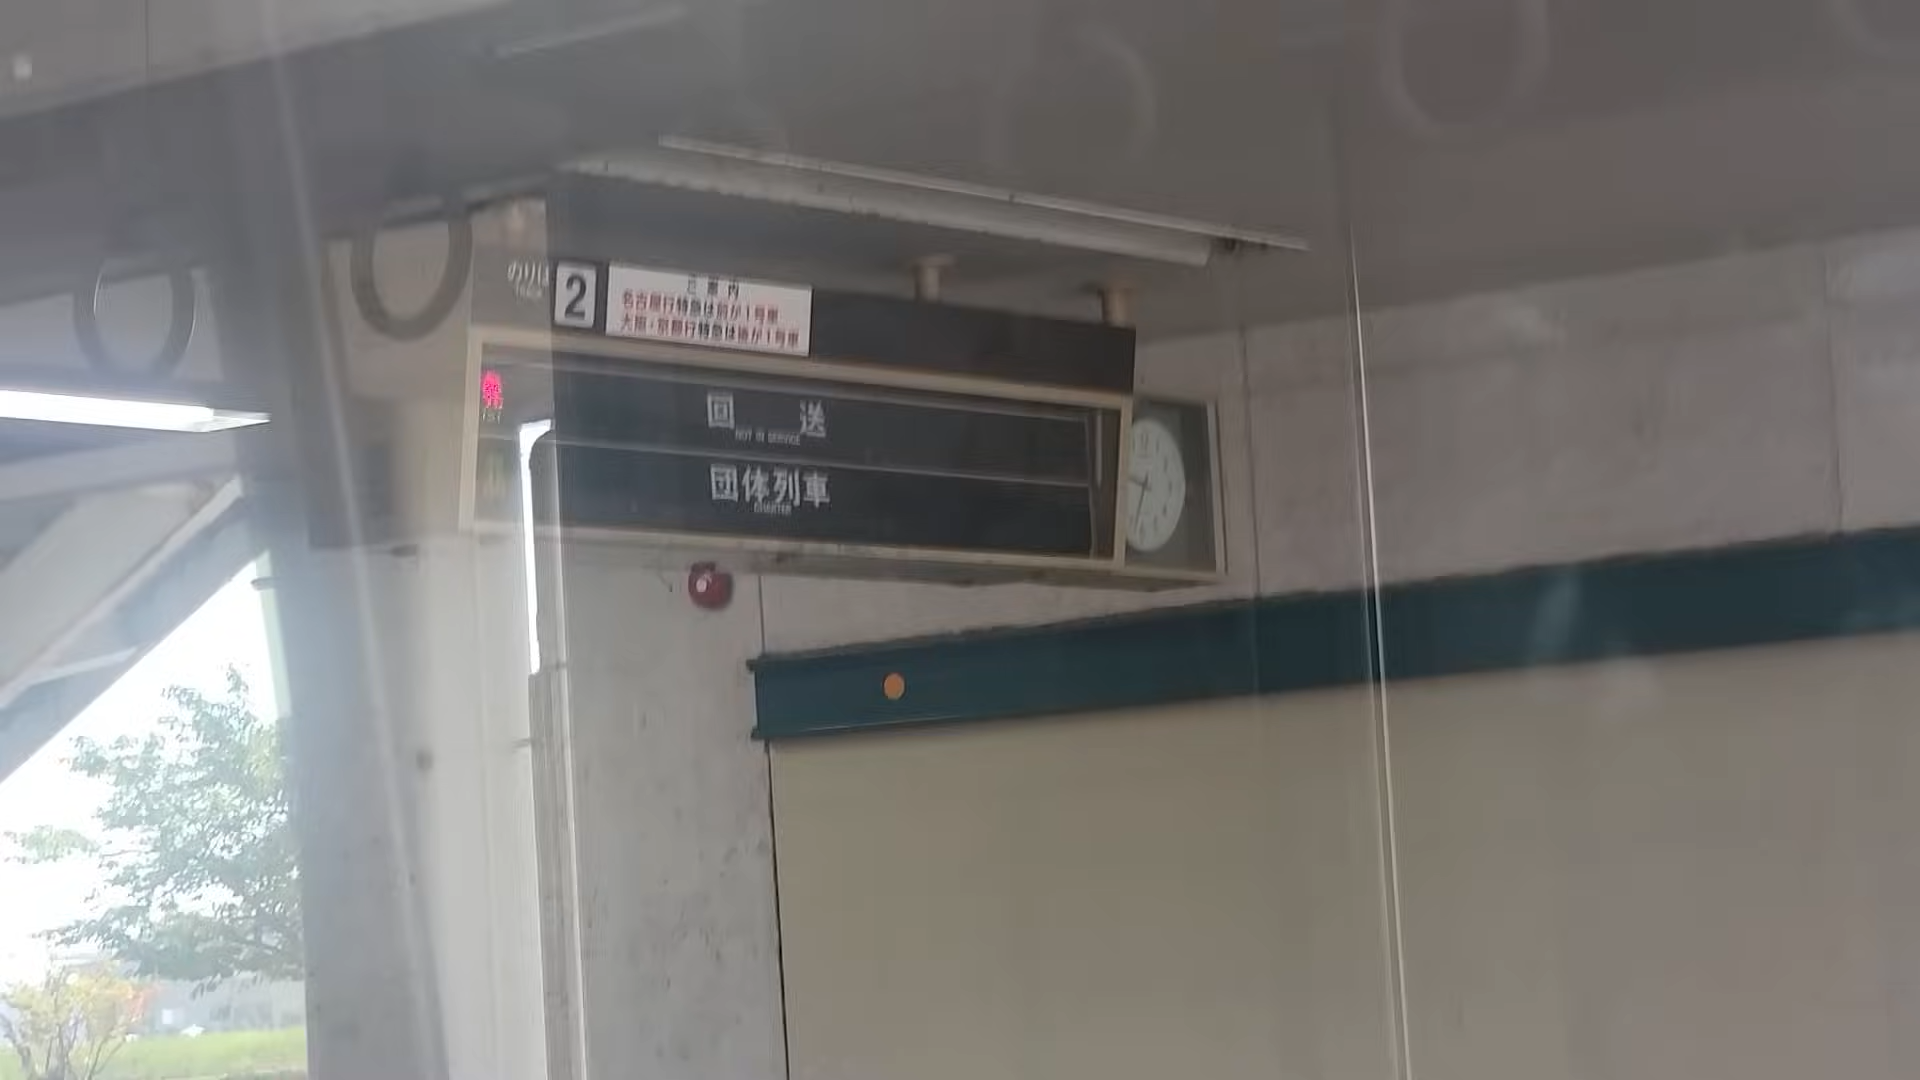 のりば
2
ご案内
名古屋行特急は前が1号車
大阪・京都行特急は後が1号車
回送
NOT IN SERVICE
団体列車
CHARTER